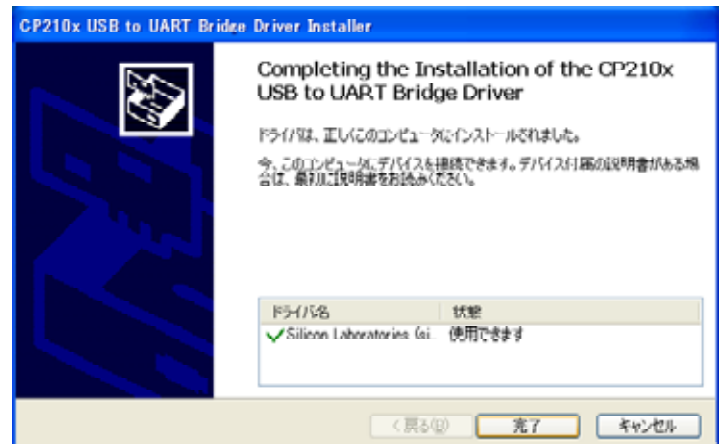 CP210x USB to UART Bridge Driver Installer
Completing the Installation of the CP210x
USB to UART Bridge Driver
ドライバは、正しくこのコンピュータにインストールされました。
今、このコンピュータにデバイスを接続できます。デバイス付属の説明書がある場
合は、最初に説明書をお読みください。
ドライバ名 状態
Silicon Laboratories (si... 使用できます
< 戻る(B) 完了 キャンセル